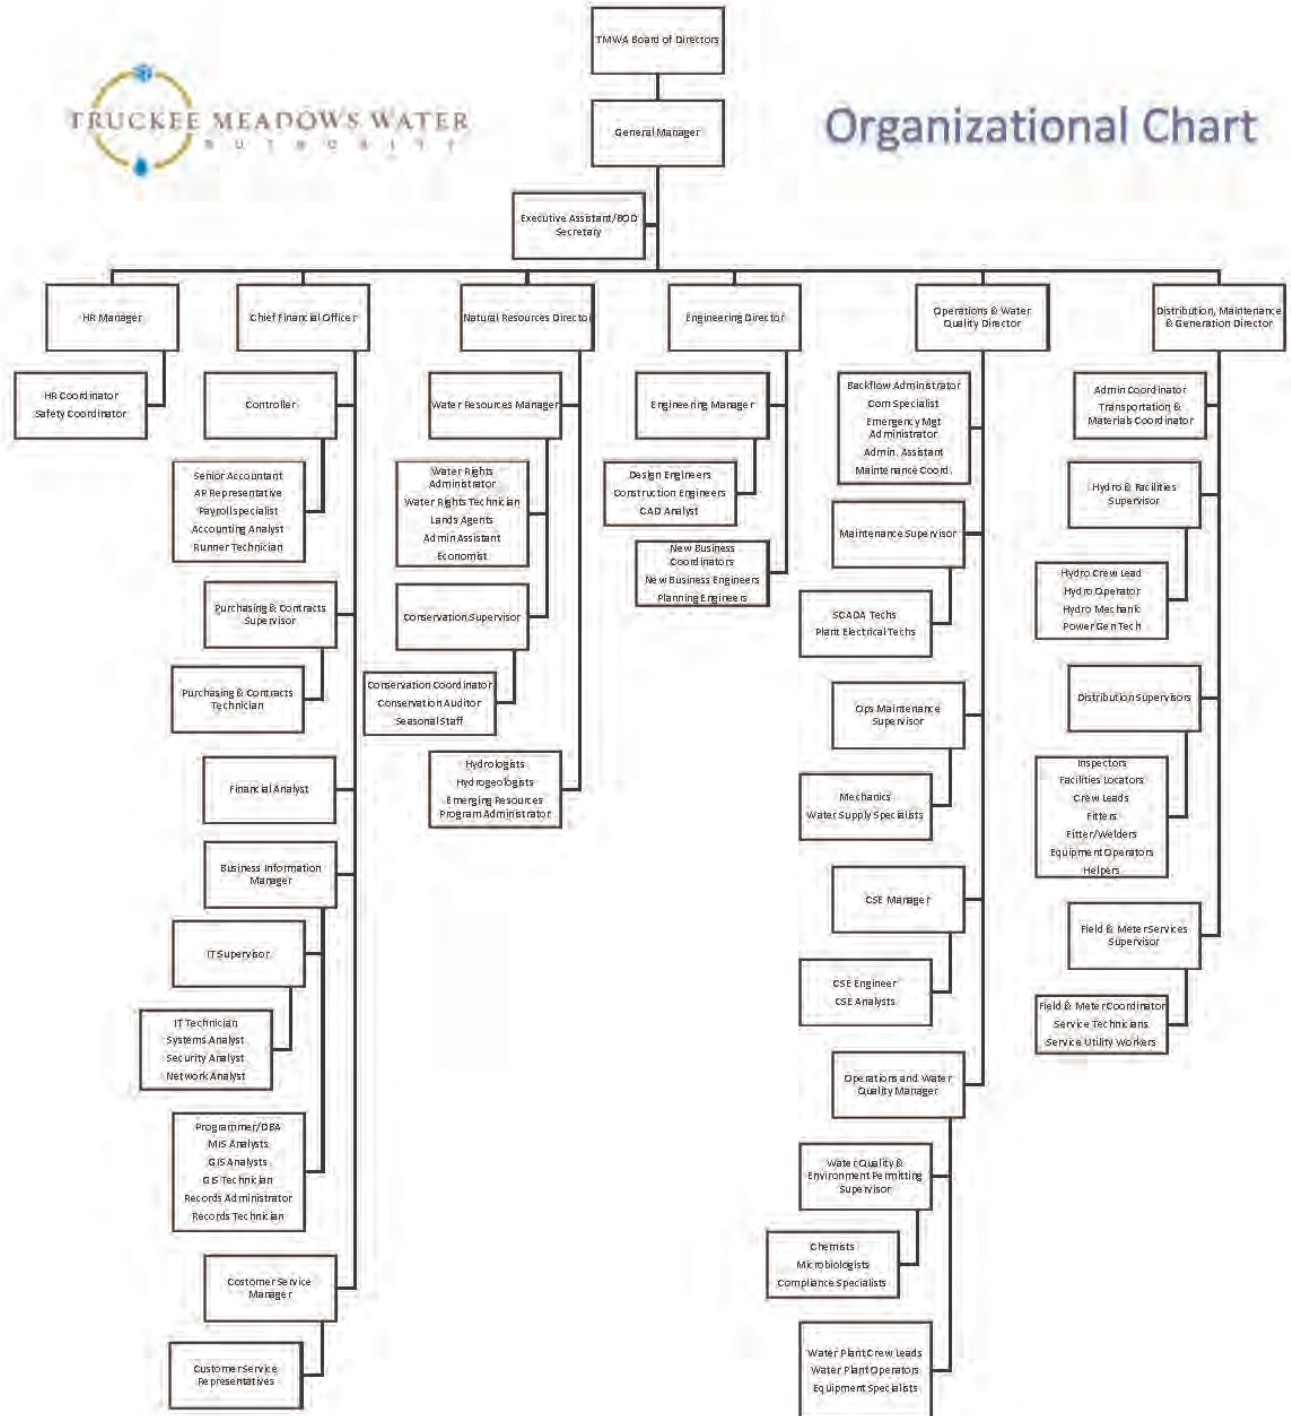 TMWA Board of Directors
TRUCKEE MEADOWS WATER
AUTHORITY
Organizational Chart
General Manager
Executive Assistant/BOD
Secretary
HR Manager
Chief Financial Officer
Natural Resources Director
Engineering Director
Operations & Water
Quality Director
Distribution, Maintenance
& Generation Director
HR Coordinator
Safety Coordinator
Controller
Senior Accountant
AP Representative
Payroll specialist
Accounting Analyst
Runner Technician
Purchasing & Contracts
Supervisor
Purchasing & Contracts
Technician
Financial Analyst
Business Information
Manager
IT Supervisor
IT Technician
Systems Analyst
Security Analyst
Network Analyst
Programmer/DBA
MIS Analysts
GIS Analysts
GIS Technician
Records Administrator
Records Technician
Costomer Service
Manager
Customer Service
Representatives
Water Resources Manager
Water Rights
Administrator
Water Rights Technician
Lands Agents
Admin Assistant
Economist
Conservation Supervisor
Conservation Coordinator
Conservation Auditor
Seasonal Staff
Hydrologists
Hydrogeologists
Emerging Resources
Program Administrator
Engineering Manager
Design Engineers
Construction Engineers
CAD Analyst
New Business
Coordinators
New Business Engineers
Planning Engineers
Backflow Administrator
Com Specialist
Emergency Mgt
Administrator
Admin. Assistant
Maintenance Coord.
Maintenance Supervisor
SCADA Techs
Plant Electrical Techs
Ops Maintenance
Supervisor
Mechanics
Water Supply Specialists
CSE Manager
CSE Engineer
CSE Analysts
Operations and Water
Quality Manager
Water Quality &
Environment Permitting
Supervisor
Chemists
Microbiologists
Compliance Specialists
Water Plant Crew Leads
Water Plant Operators
Equipment Specialists
Admin Coordinator
Transportation &
Materials Coordinator
Hydro & Facilities
Supervisor
Hydro Crew Lead
Hydro Operator
Hydro Mechanic
Power Gen Tech
Distribution Supervisors
Inspectors
Facilities Locators
Crew Leads
Fitters
Fitter/Welders
Equipment Operators
Helpers
Field & Meter Services
Supervisor
Field & Meter Coordinator
Service Technicians
Service Utility Workers